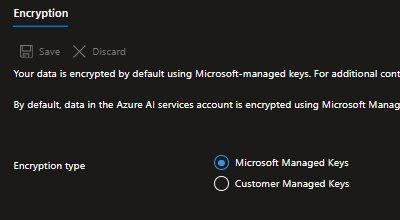 Encryption
Save Discard
Your data is encrypted by default using Microsoft-managed keys. For additional cont
By default, data in the Azure AI services account is encrypted using Microsoft Manag
Encryption type
Microsoft Managed Keys
Customer Managed Keys